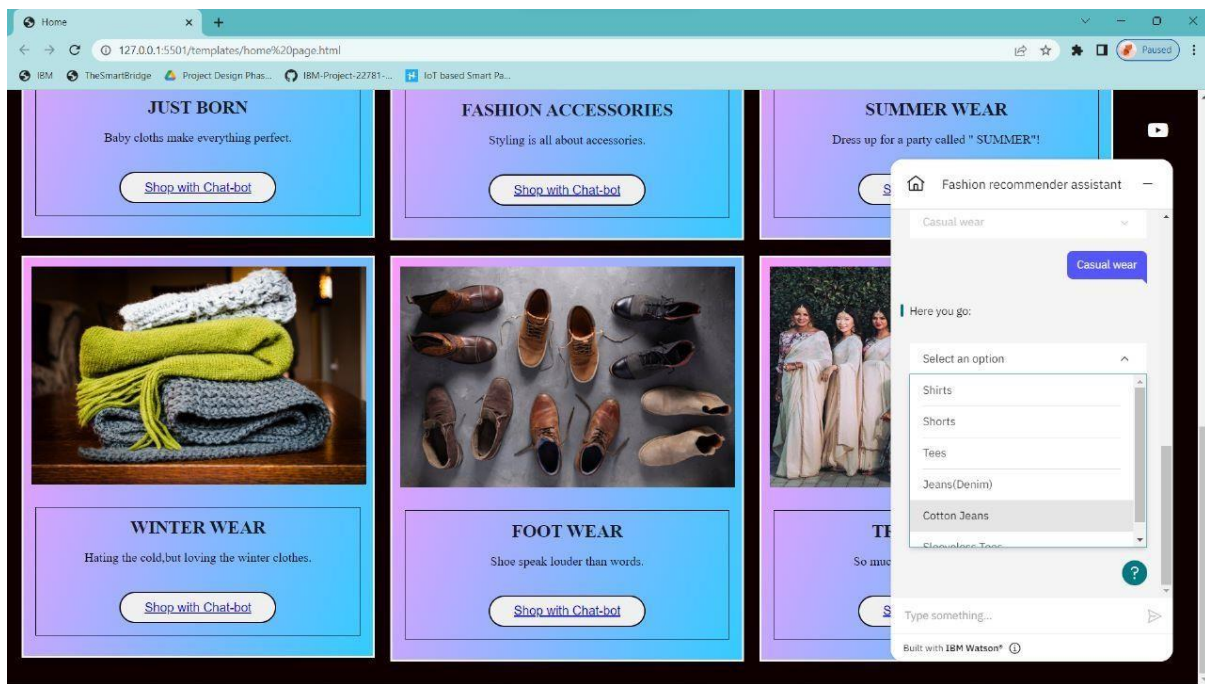 Home
127.0.0.1:5501/templates/home%20page.html
Paused
IBM
TheSmartBridge
Project Design Phas...
IBM-Project-22781-...
IoT based Smart Pa...
JUST BORN
Baby cloths make everything perfect.
Shop with Chat-bot
FASHION ACCESSORIES
Styling is all about accessories.
Shop with Chat-bot
SUMMER WEAR
Dress up for a party called " SUMMER"!
S
WINTER WEAR
Hating the cold,but loving the winter clothes.
Shop with Chat-bot
FOOT WEAR
Shoe speak louder than words.
Shop with Chat-bot
So muc
S
Fashion recommender assistant
Casual wear
Casual wear
Here you go:
Select an option
Shirts
Shorts
Tees
Jeans(Denim)
Cotton Jeans
Sleeveless Tees
?
Type something...
Built with IBM Watson®